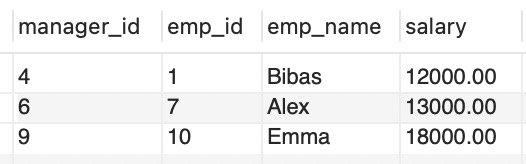 manager_id emp_id emp_name salary
4 1 Bibas 12000.00
6 7 Alex 13000.00
9 10 Emma 18000.00